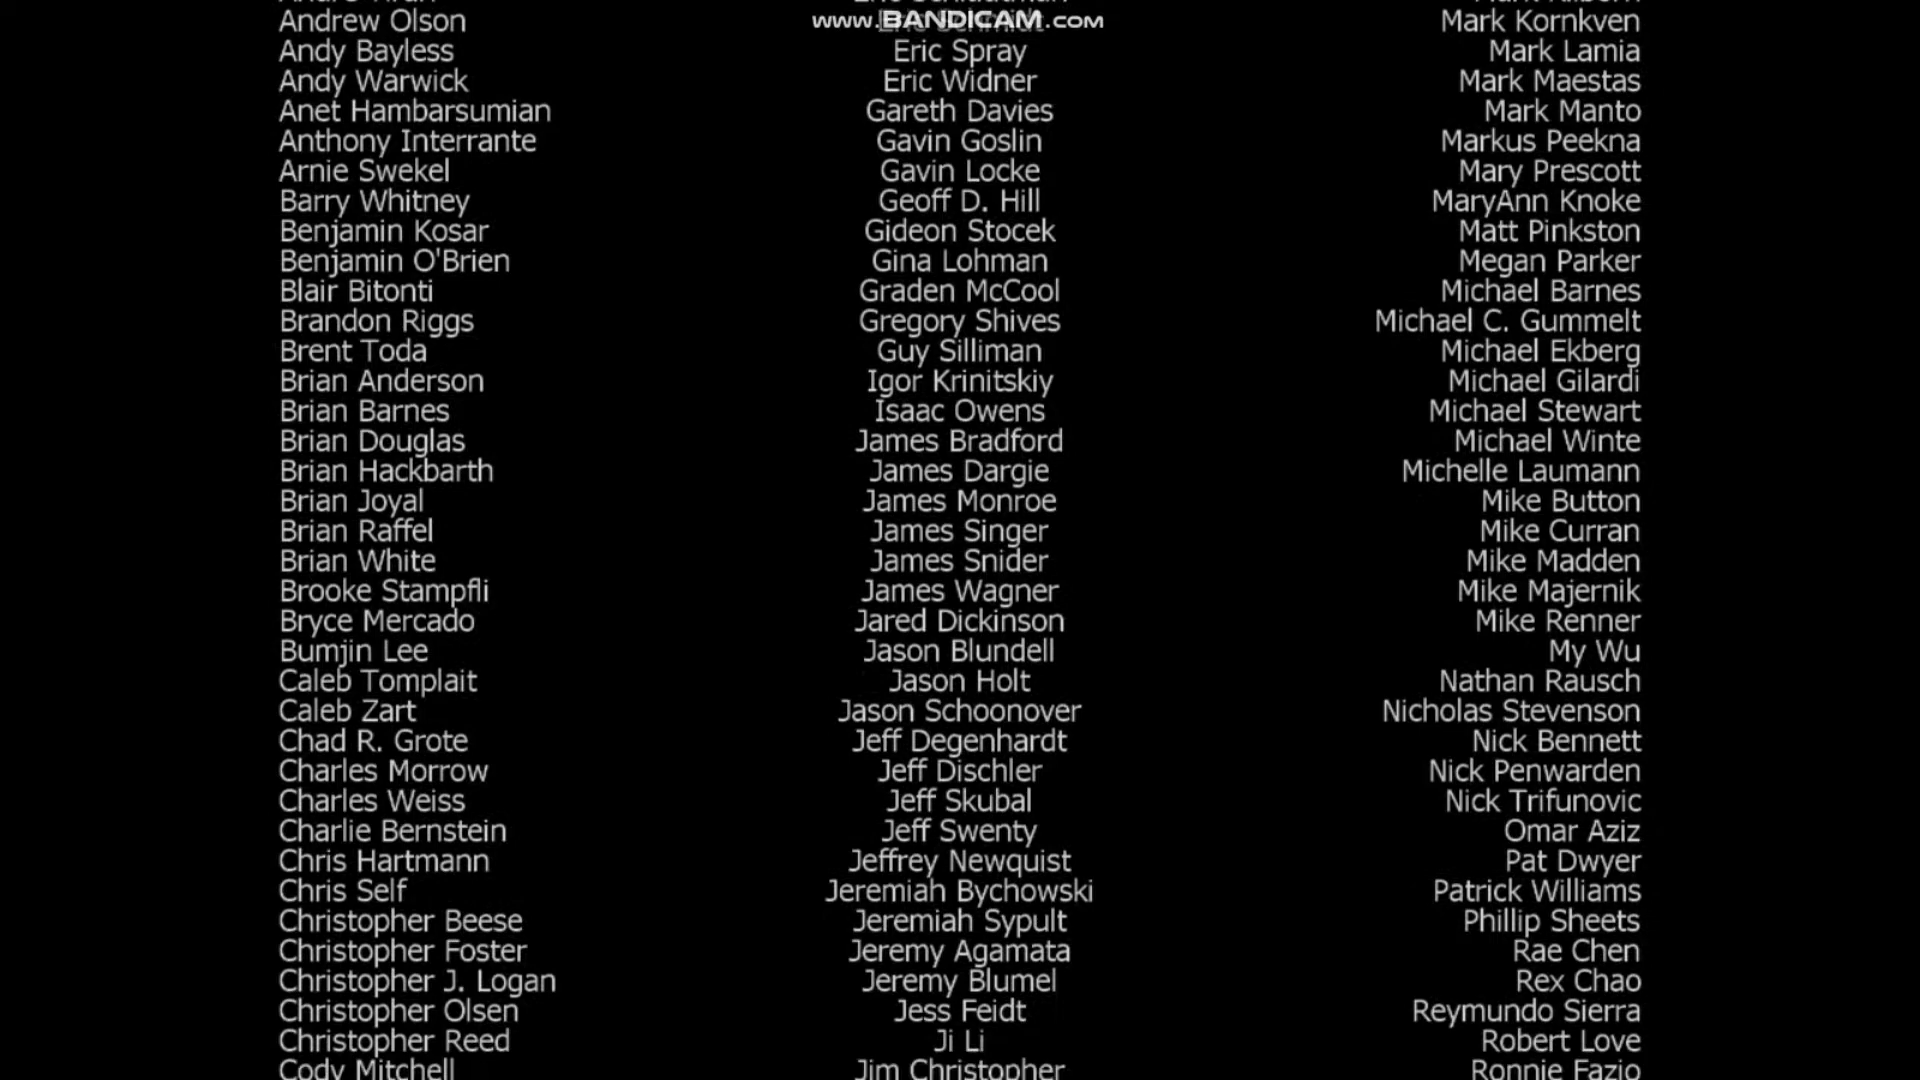 www.BANDICAM.com
Andrew Olson
Andy Bayless
Andy Warwick
Anet Hambarsumian
Anthony Interrante
Arnie Swekel
Barry Whitney
Benjamin Kosar
Benjamin O'Brien
Blair Bitonti
Brandon Riggs
Brent Toda
Brian Anderson
Brian Barnes
Brian Douglas
Brian Hackbarth
Brian Joyal
Brian Raffel
Brian White
Brooke Stampfli
Bryce Mercado
Bumjin Lee
Caleb Tomplait
Caleb Zart
Chad R. Grote
Charles Morrow
Charles Weiss
Charlie Bernstein
Chris Hartmann
Chris Self
Christopher Beese
Christopher Foster
Christopher J. Logan
Christopher Olsen
Christopher Reed
Cody Mitchell
Eric Spray
Eric Widner
Gareth Davies
Gavin Goslin
Gavin Locke
Geoff D. Hill
Gideon Stocek
Gina Lohman
Graden McCool
Gregory Shives
Guy Silliman
Igor Krinitskiy
Isaac Owens
James Bradford
James Dargie
James Monroe
James Singer
James Snider
James Wagner
Jared Dickinson
Jason Blundell
Jason Holt
Jason Schoonover
Jeff Degenhardt
Jeff Dischler
Jeff Skubal
Jeff Swenty
Jeffrey Newquist
Jeremiah Bychowski
Jeremiah Sypult
Jeremy Agamata
Jeremy Blumel
Jess Feidt
Ji Li
Jim Christopher
Mark Kornkven
Mark Lamia
Mark Maestas
Mark Manto
Markus Peekna
Mary Prescott
MaryAnn Knoke
Matt Pinkston
Megan Parker
Michael Barnes
Michael C. Gummelt
Michael Ekberg
Michael Gilardi
Michael Stewart
Michael Winte
Michelle Laumann
Mike Button
Mike Curran
Mike Madden
Mike Majernik
Mike Renner
My Wu
Nathan Rausch
Nicholas Stevenson
Nick Bennett
Nick Penwarden
Nick Trifunovic
Omar Aziz
Pat Dwyer
Patrick Williams
Phillip Sheets
Rae Chen
Rex Chao
Reymundo Sierra
Robert Love
Ronnie Fazio